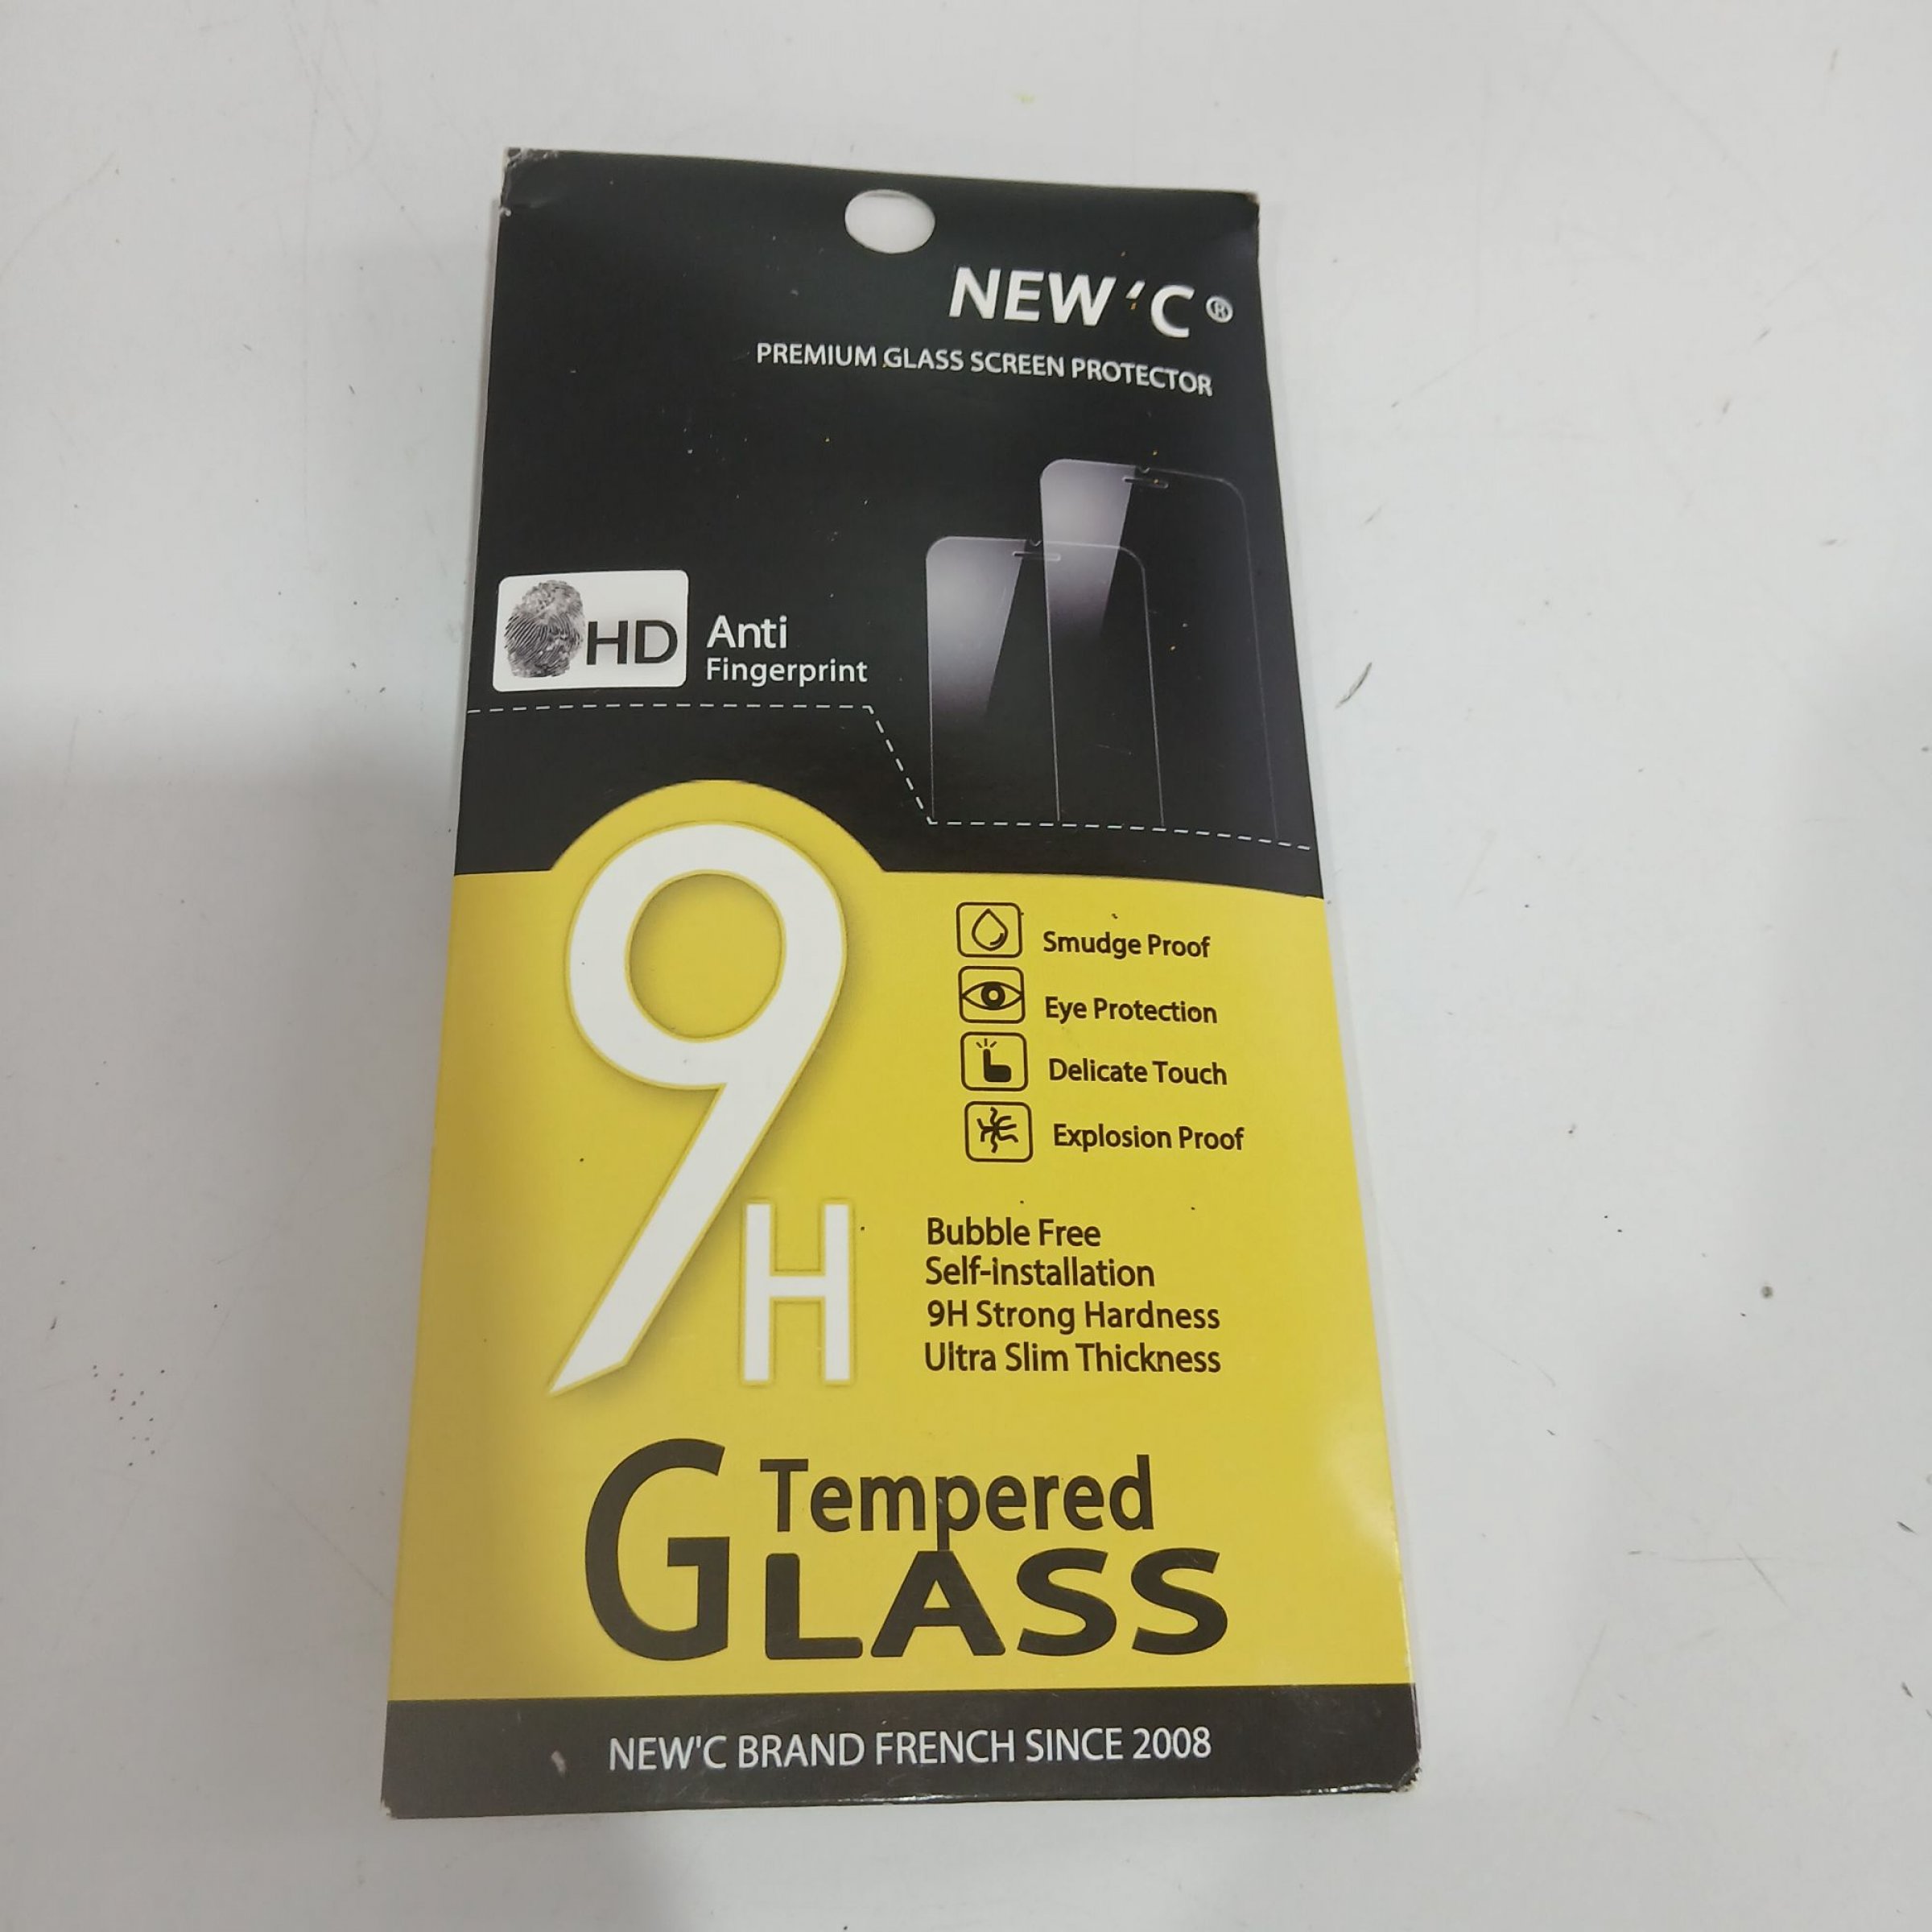 NEW'C®
PREMIUM GLASS SCREEN PROTECTOR
HD
Anti
Fingerprint
9H
Smudge Proof
Eye Protection
Delicate Touch
Explosion Proof
Bubble Free
Self-installation
9H Strong Hardness
Ultra Slim Thickness
Tempered
GLASS
NEW'C BRAND FRENCH SINCE 2008